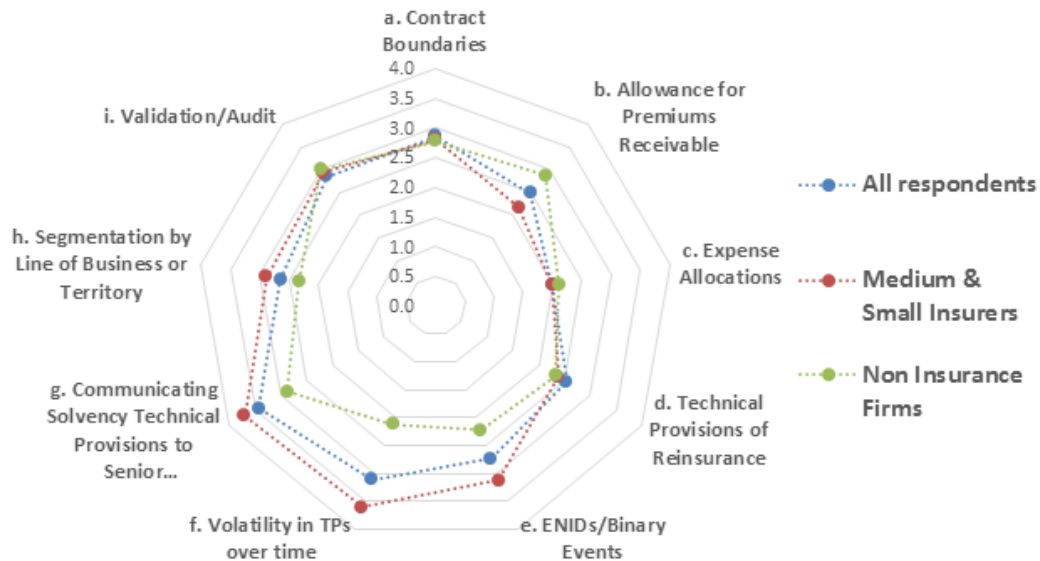 a. Contract
Boundaries
4.0
3.5
3.0
2.5
2.0
1.5
1.0
0.5
0.0
b. Allowance for
Premiums
Receivable
c. Expense
Allocations
d. Technical
Provisions of
Reinsurance
e. ENIDs/Binary
Events
f. Volatility in TPs
over time
g. Communicating
Solvency Technical
Provisions to
Senior...
h. Segmentation by
Line of Business or
Territory
i. Validation/Audit
All respondents
Medium &
Small Insurers
Non Insurance
Firms